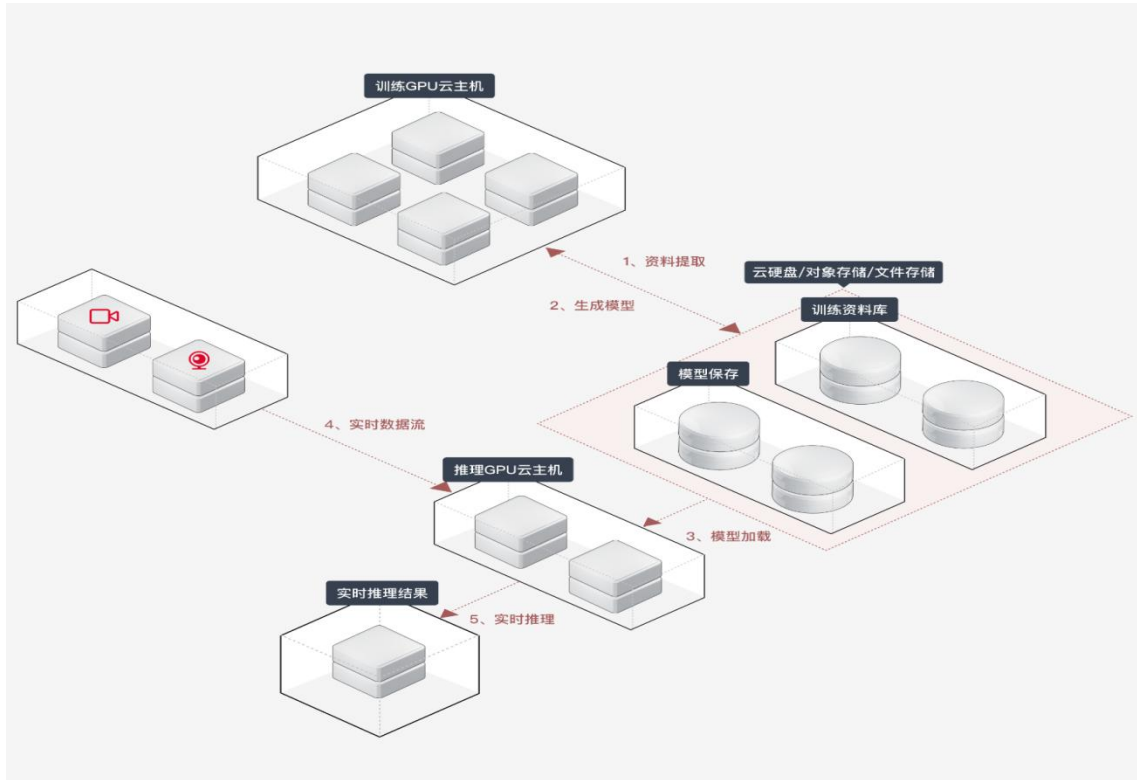 训练GPU云主机
1、资料提取
云硬盘/对象存储/文件存储
2、生成模型
训练资料库
模型保存
4、实时数据流
推理GPU云主机
3、模型加载
实时推理结果
5、实时推理